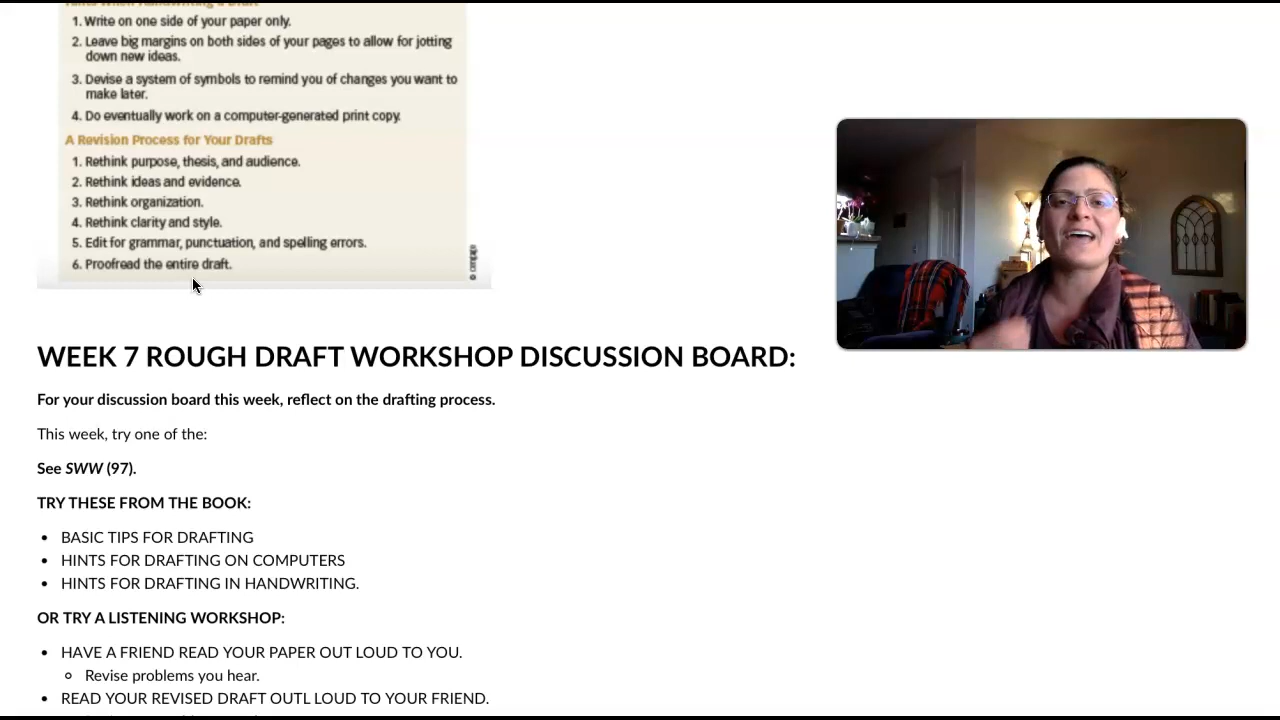 Hints When Handwriting a Draft
1. Write on one side of your paper only.
2. Leave big margins on both sides of your pages to allow for jotting
down new ideas.
3. Devise a system of symbols to remind you of changes you want to
make later.
4. Do eventually work on a computer-generated print copy.
A Revision Process for Your Drafts
1. Rethink purpose, thesis, and audience.
2. Rethink ideas and evidence.
3. Rethink organization.
4. Rethink clarity and style.
5. Edit for grammar, punctuation, and spelling errors.
6. Proofread the entire draft.
© cengage
WEEK 7 ROUGH DRAFT WORKSHOP DISCUSSION BOARD:
For your discussion board this week, reflect on the drafting process.
This week, try one of the:
See SWW (97).
TRY THESE FROM THE BOOK:
• BASIC TIPS FOR DRAFTING
• HINTS FOR DRAFTING ON COMPUTERS
• HINTS FOR DRAFTING IN HANDWRITING.
OR TRY A LISTENING WORKSHOP:
• HAVE A FRIEND READ YOUR PAPER OUT LOUD TO YOU.
◦ Revise problems you hear.
• READ YOUR REVISED DRAFT OUTL LOUD TO YOUR FRIEND.